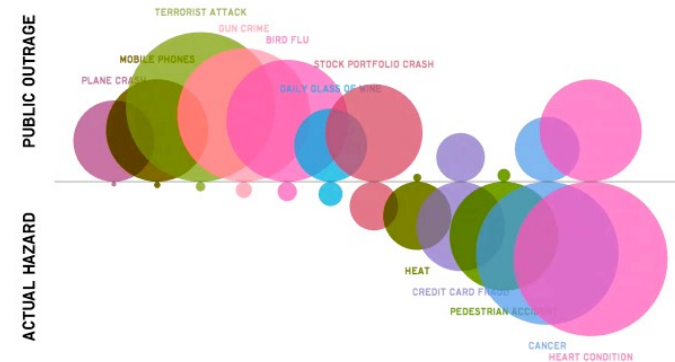 PUBLIC OUTRAGE
ACTUAL HAZARD
TERRORIST ATTACK
GUN CRIME
BIRD FLU
MOBILE PHONES
STOCK PORTFOLIO CRASH
PLANE CRASH
DAILY GLASS OF WINE
HEAT
CREDIT CARD FRAUD
PEDESTRIAN ACCIDENT
CANCER
HEART CONDITION